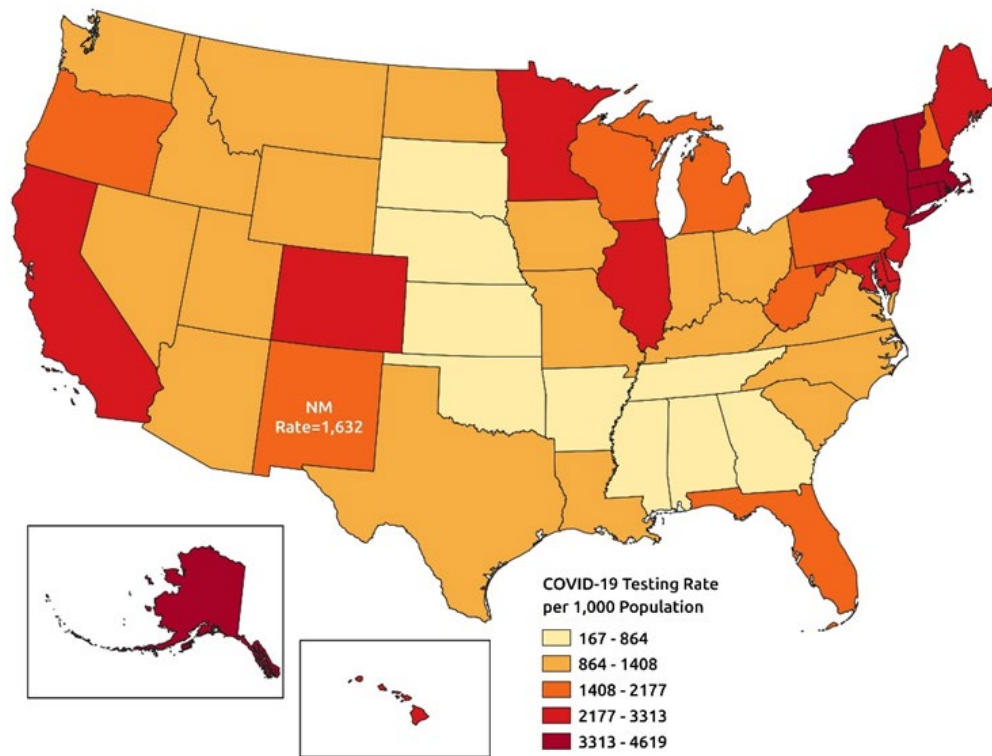 NM
Rate=1,632
COVID-19 Testing Rate
per 1,000 Population
167 - 864
864 - 1408
1408 - 2177
2177 - 3313
3313 - 4619